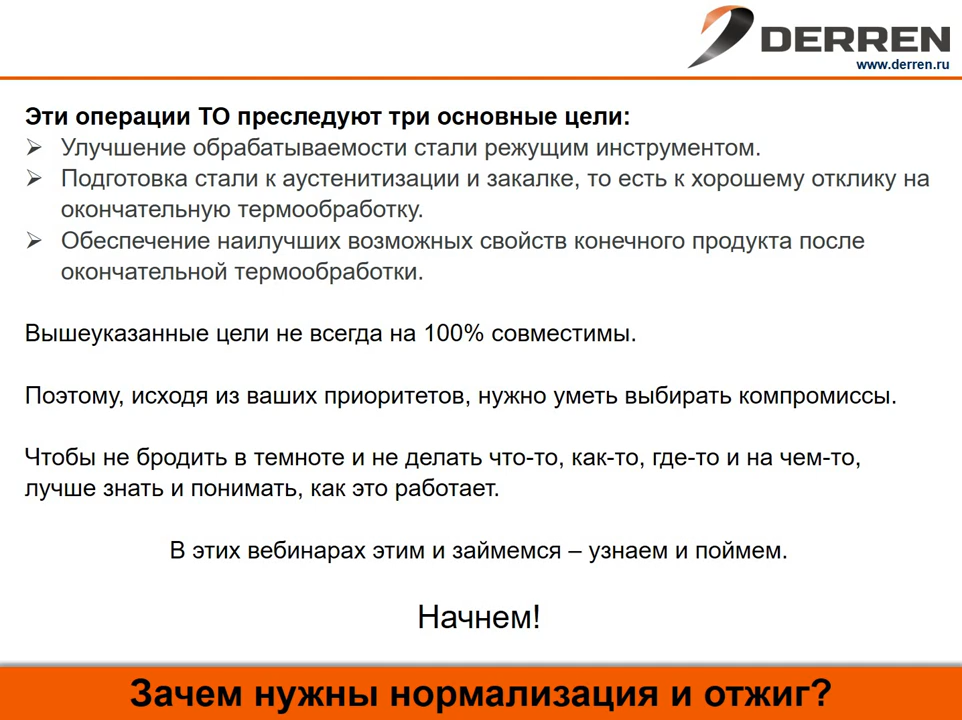 DERREN
www.derren.ru
Эти операции ТО преследуют три основные цели:
Улучшение обрабатываемости стали режущим инструментом.
Подготовка стали к аустенитизации и закалке, то есть к хорошему отклику на
окончательную термообработку.
Обеспечение наилучших возможных свойств конечного продукта после
окончательной термообработки.
Вышеуказанные цели не всегда на 100% совместимы.
Поэтому, исходя из ваших приоритетов, нужно уметь выбирать компромиссы.
Чтобы не бродить в темноте и не делать что-то, как-то, где-то и на чем-то,
лучше знать и понимать, как это работает.
В этих вебинарах этим и займемся – узнаем и поймем.
Начнем!
Зачем нужны нормализация и отжиг?